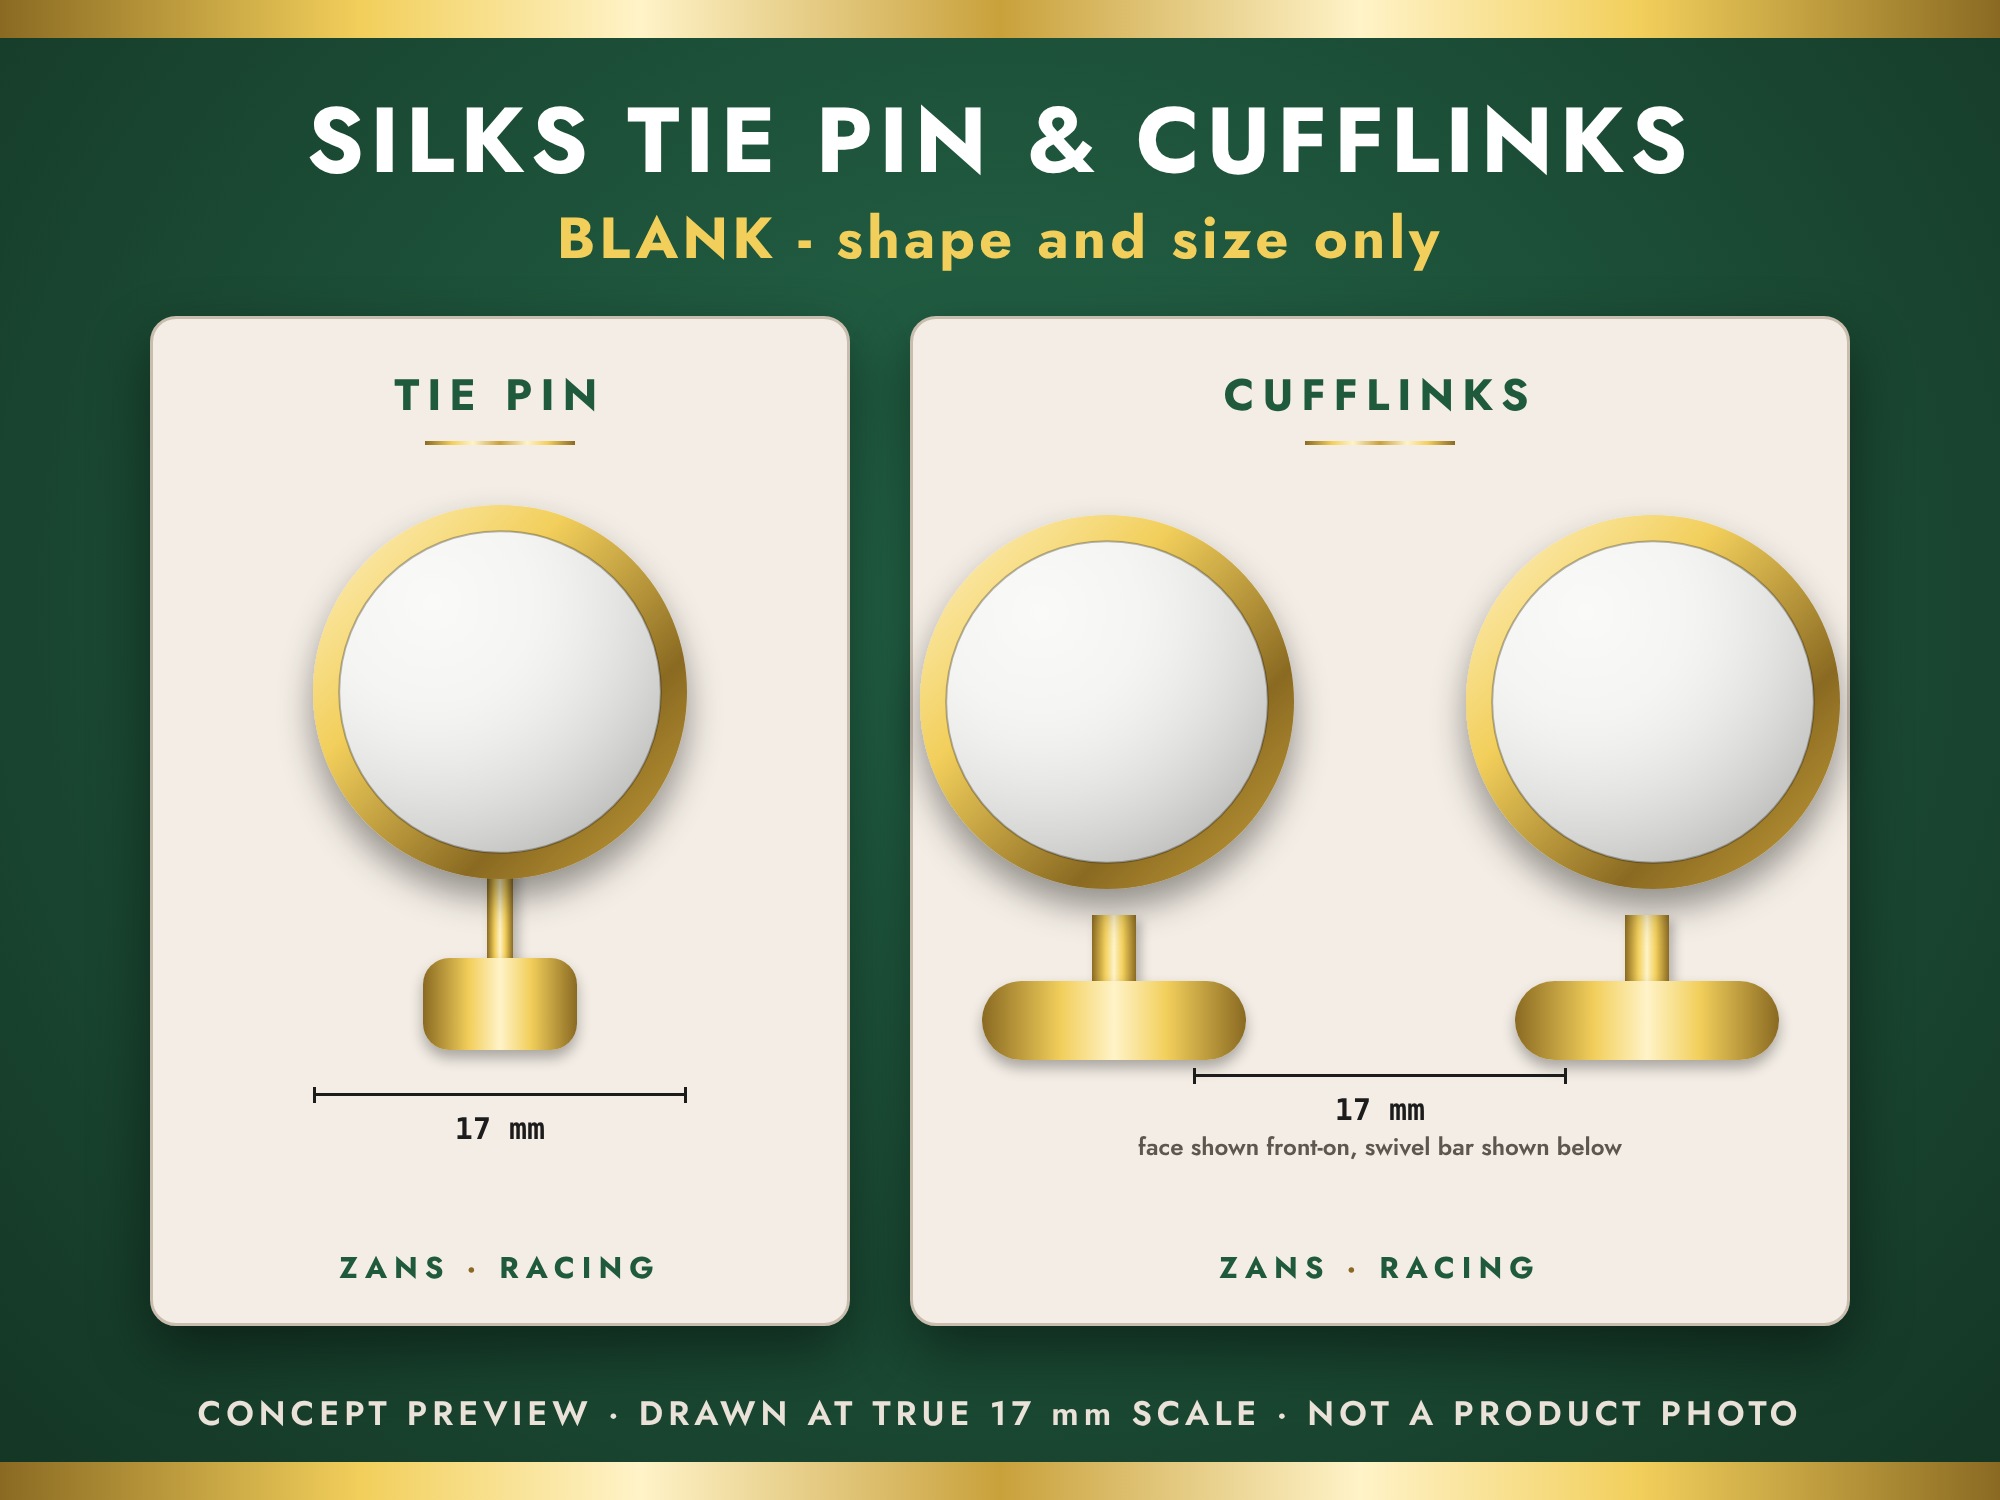 SILKS TIE PIN & CUFFLINKS
BLANK - shape and size only
TIE PIN
17 mm
ZANS · RACING
CUFFLINKS
17 mm
face shown front-on, swivel bar shown below
ZANS · RACING
CONCEPT PREVIEW · DRAWN AT TRUE 17 mm SCALE · NOT A PRODUCT PHOTO